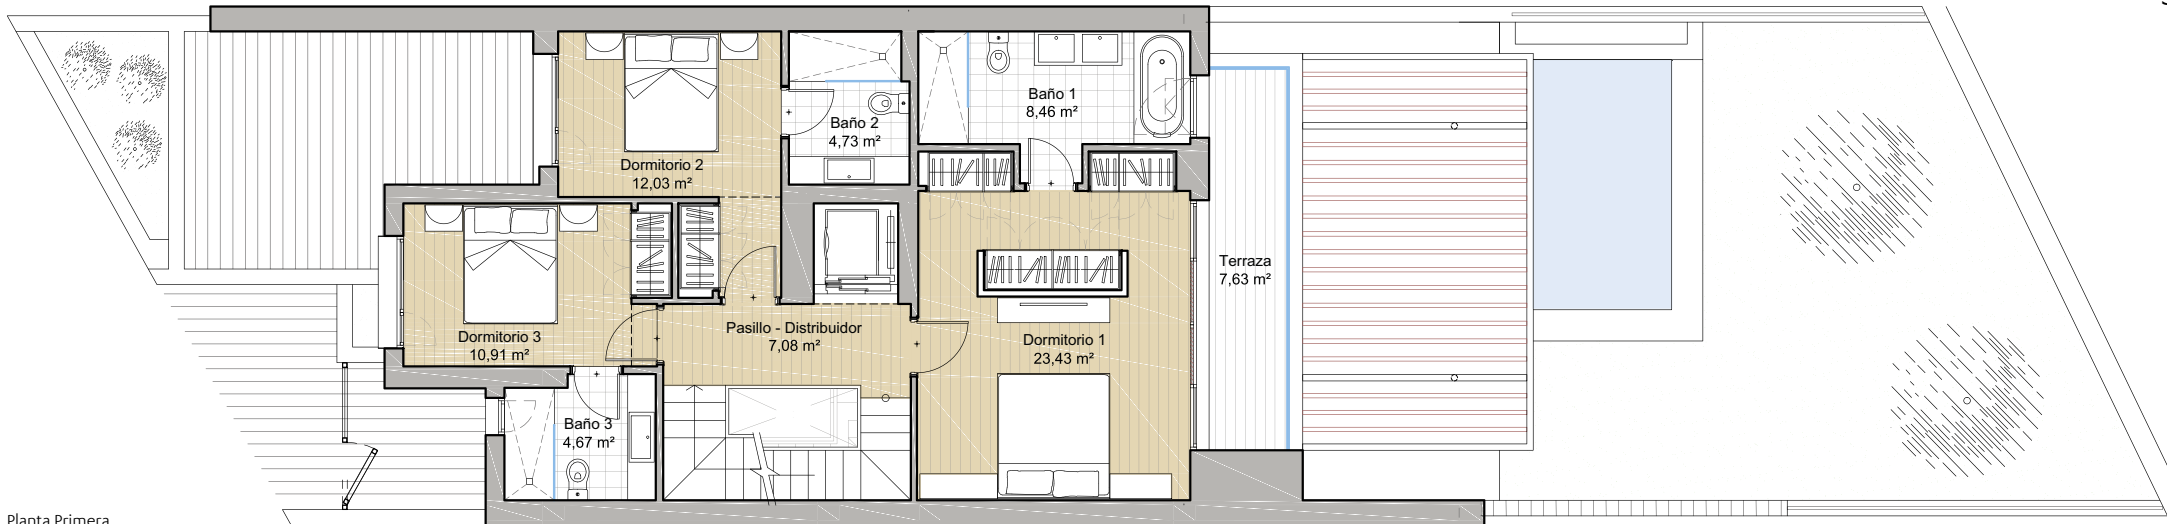 Baño 1
8,46 m²
Baño 2
4,73 m²
Dormitorio 2
12,03 m²
Terraza
7,63 m²
Pasillo - Distribuidor
7,08 m²
Dormitorio 3
10,91 m²
Dormitorio 1
23,43 m²
Baño 3
4,67 m²
Planta Primera